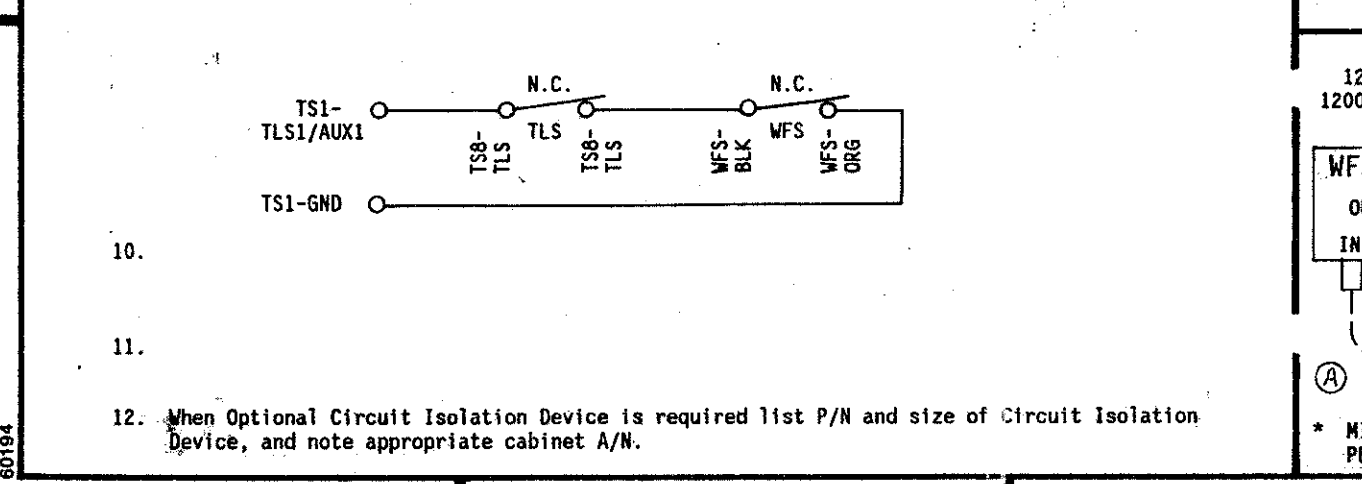 N.C. N.C.
TS1-
TLS1/AUX1
TLS WFS
TS8-
TLS
TS8-
TLS
WFS-
BLK
WFS-
ORG
TS1-GND
10.
11.
12. When Optional Circuit Isolation Device is required list P/N and size of Circuit Isolation
Device, and note appropriate cabinet A/N.
60194
12
1200
WF
IN
A
*